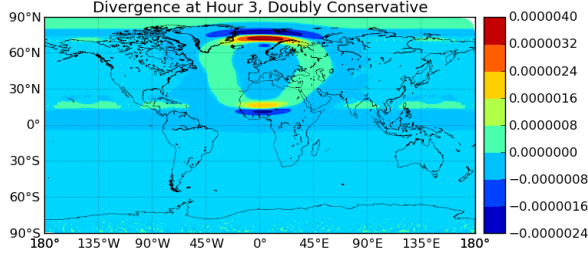 Divergence at Hour 3, Doubly Conservative
90°N
60°N
30°N
0°
30°S
60°S
90°S
180° 135°W 90°W 45°W 0° 45°E 90°E 135°E 180°
0.0000040
0.0000032
0.0000024
0.0000016
0.0000008
0.0000000
−0.0000008
−0.0000016
−0.0000024